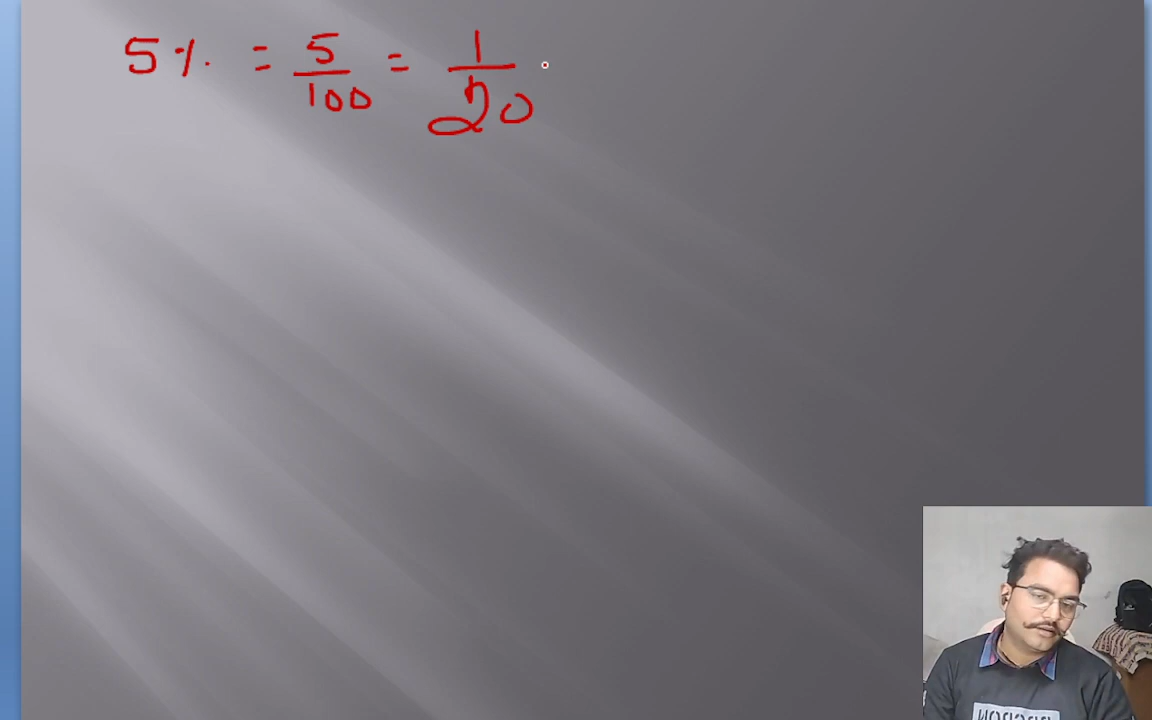 5% = 5/100 = 1/20